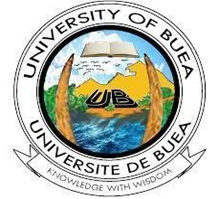 UNIVERSITY OF BUEA
UB
UNIVERSITE DE BUEA
KNOWLEDGE WITH WISDOM